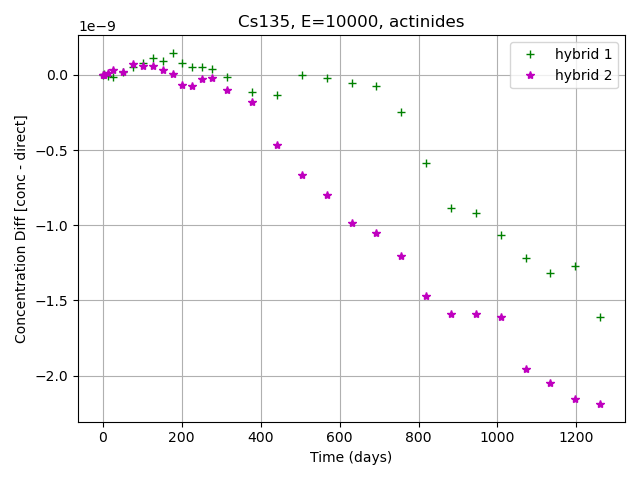 Cs135, E=10000, actinides
1e−9
hybrid 1
hybrid 2
Concentration Diff [conc - direct]
0.0
−0.5
−1.0
−1.5
−2.0
0 200 400 600 800 1000 1200
Time (days)